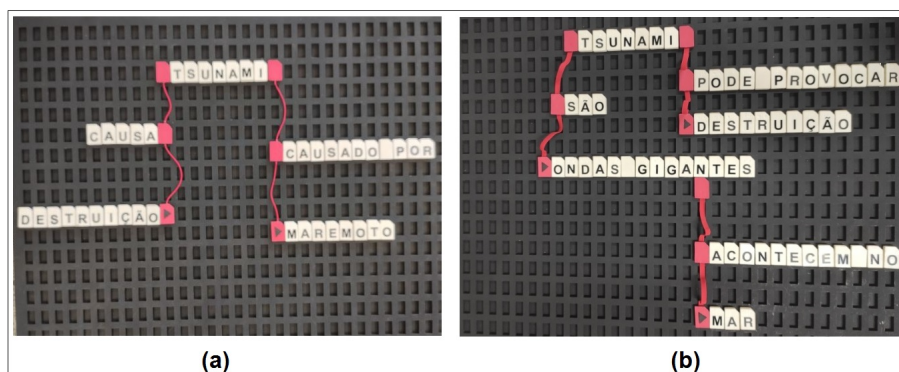 TSUNAMI
CAUSA
CAUSADO POR
DESTRUIÇÃO
MAREMOTO
(a)
TSUNAMI
PODE PROVOCAR
SÃO
DESTRUIÇÃO
ONDAS GIGANTES
ACONTECEM NO
MAR
(b)